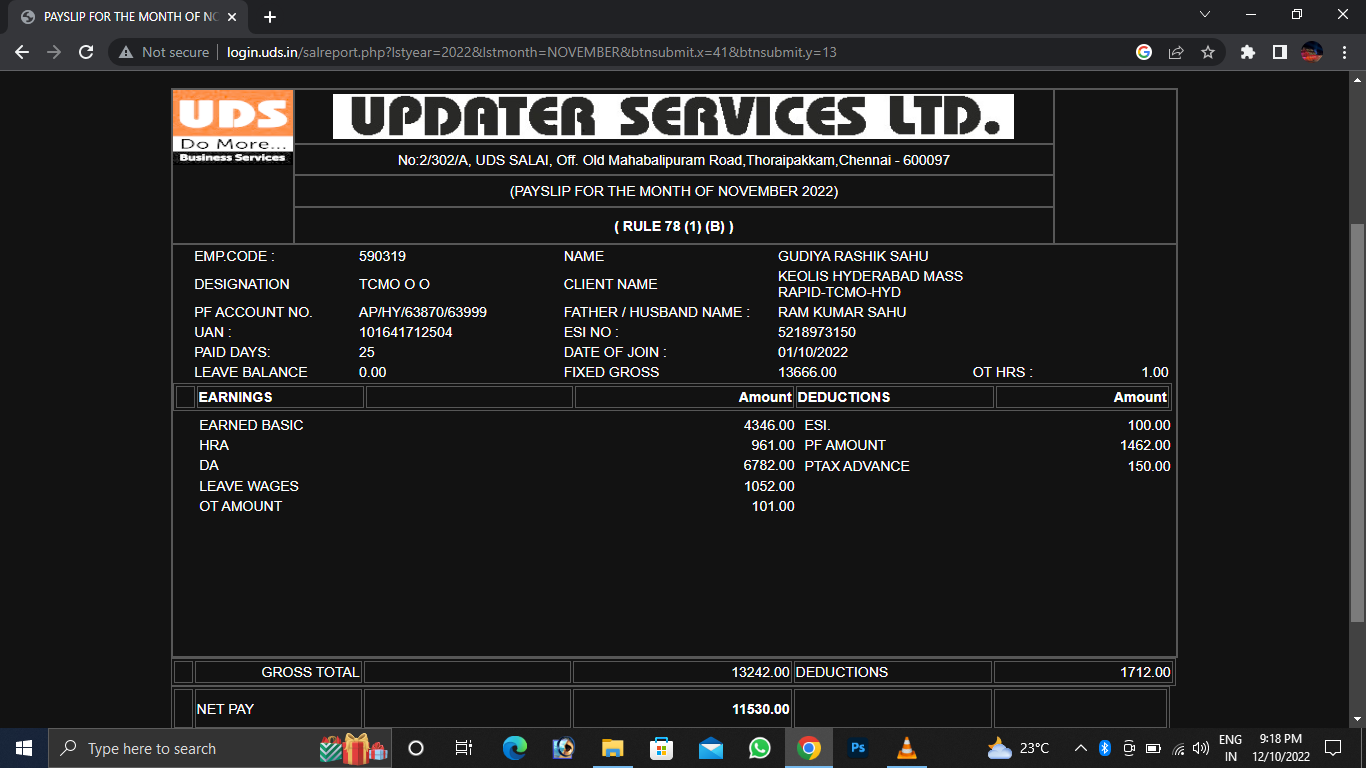 PAYSLIP FOR THE MONTH OF NO
Not secure login.uds.in/salreport.php?lstyear=2022&lstmonth=NOVEMBER&btnsubmit.x=41&btnsubmit.y=13
UDS
Do More...
Business Services
UPDATER SERVICES LTD.
No:2/302/A, UDS SALAI, Off. Old Mahabalipuram Road,Thoraipakkam,Chennai - 600097
(PAYSLIP FOR THE MONTH OF NOVEMBER 2022)
( RULE 78 (1) (B) )
EMP.CODE : 590319 NAME GUDIYA RASHIK SAHU
DESIGNATION TCMO O O CLIENT NAME KEOLIS HYDERABAD MASS
RAPID-TCMO-HYD
PF ACCOUNT NO. AP/HY/63870/63999 FATHER / HUSBAND NAME : RAM KUMAR SAHU
UAN : 101641712504 ESI NO : 5218973150
PAID DAYS: 25 DATE OF JOIN : 01/10/2022
LEAVE BALANCE 0.00 FIXED GROSS 13666.00 OT HRS : 1.00
EARNINGS Amount DEDUCTIONS Amount
EARNED BASIC 4346.00 ESI. 100.00
HRA 961.00 PF AMOUNT 1462.00
DA 6782.00 PTAX ADVANCE 150.00
LEAVE WAGES 1052.00
OT AMOUNT 101.00
GROSS TOTAL 13242.00 DEDUCTIONS 1712.00
NET PAY 11530.00
Type here to search
Ps
23°C
ENG
IN
9:18 PM
12/10/2022